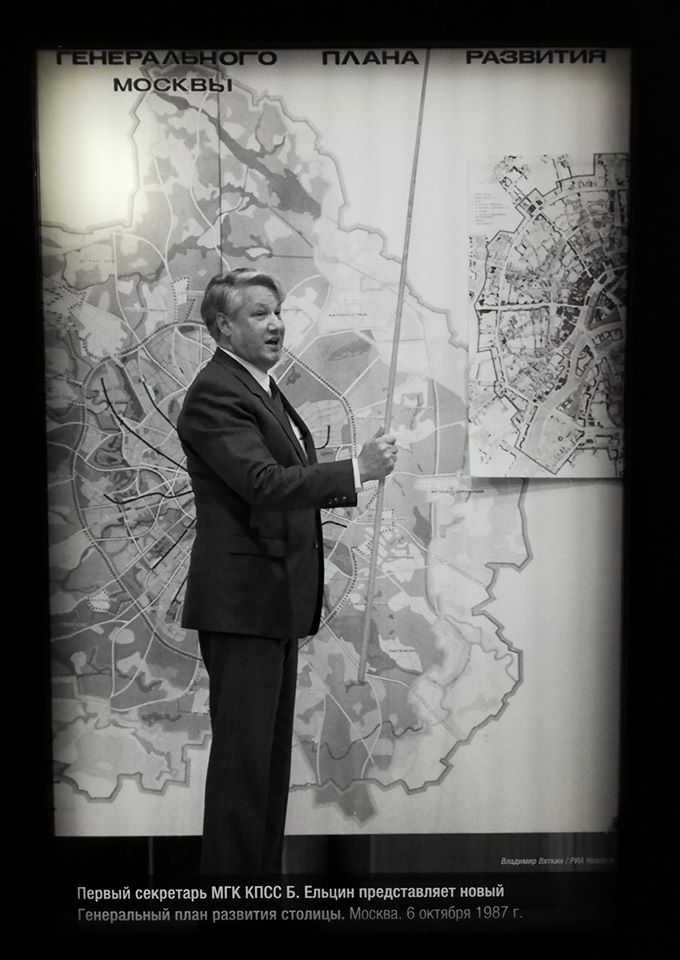 ГЕНЕРАЛЬНОГО ПЛАНА РАЗВИТИЯ
МОСКВЫ
Владимир Вяткин / РИА Новости
Первый секретарь МГК КПСС Б. Ельцин представляет новый
Генеральный план развития столицы. Москва, 6 октября 1987 г.